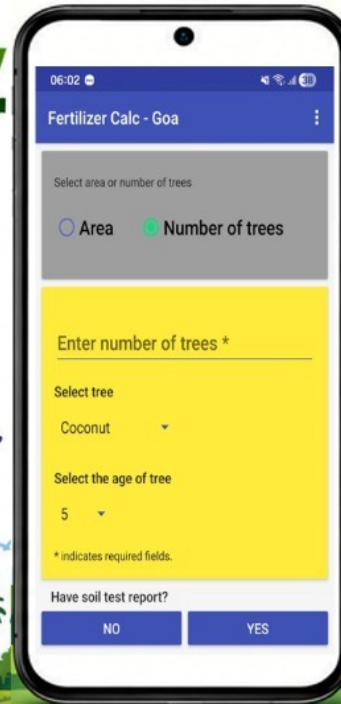 06:02
38
Fertilizer Calc - Goa
Select area or number of trees
Area Number of trees
Enter number of trees *
Select tree
Coconut
Select the age of tree
5
* indicates required fields.
Have soil test report?
NO YES